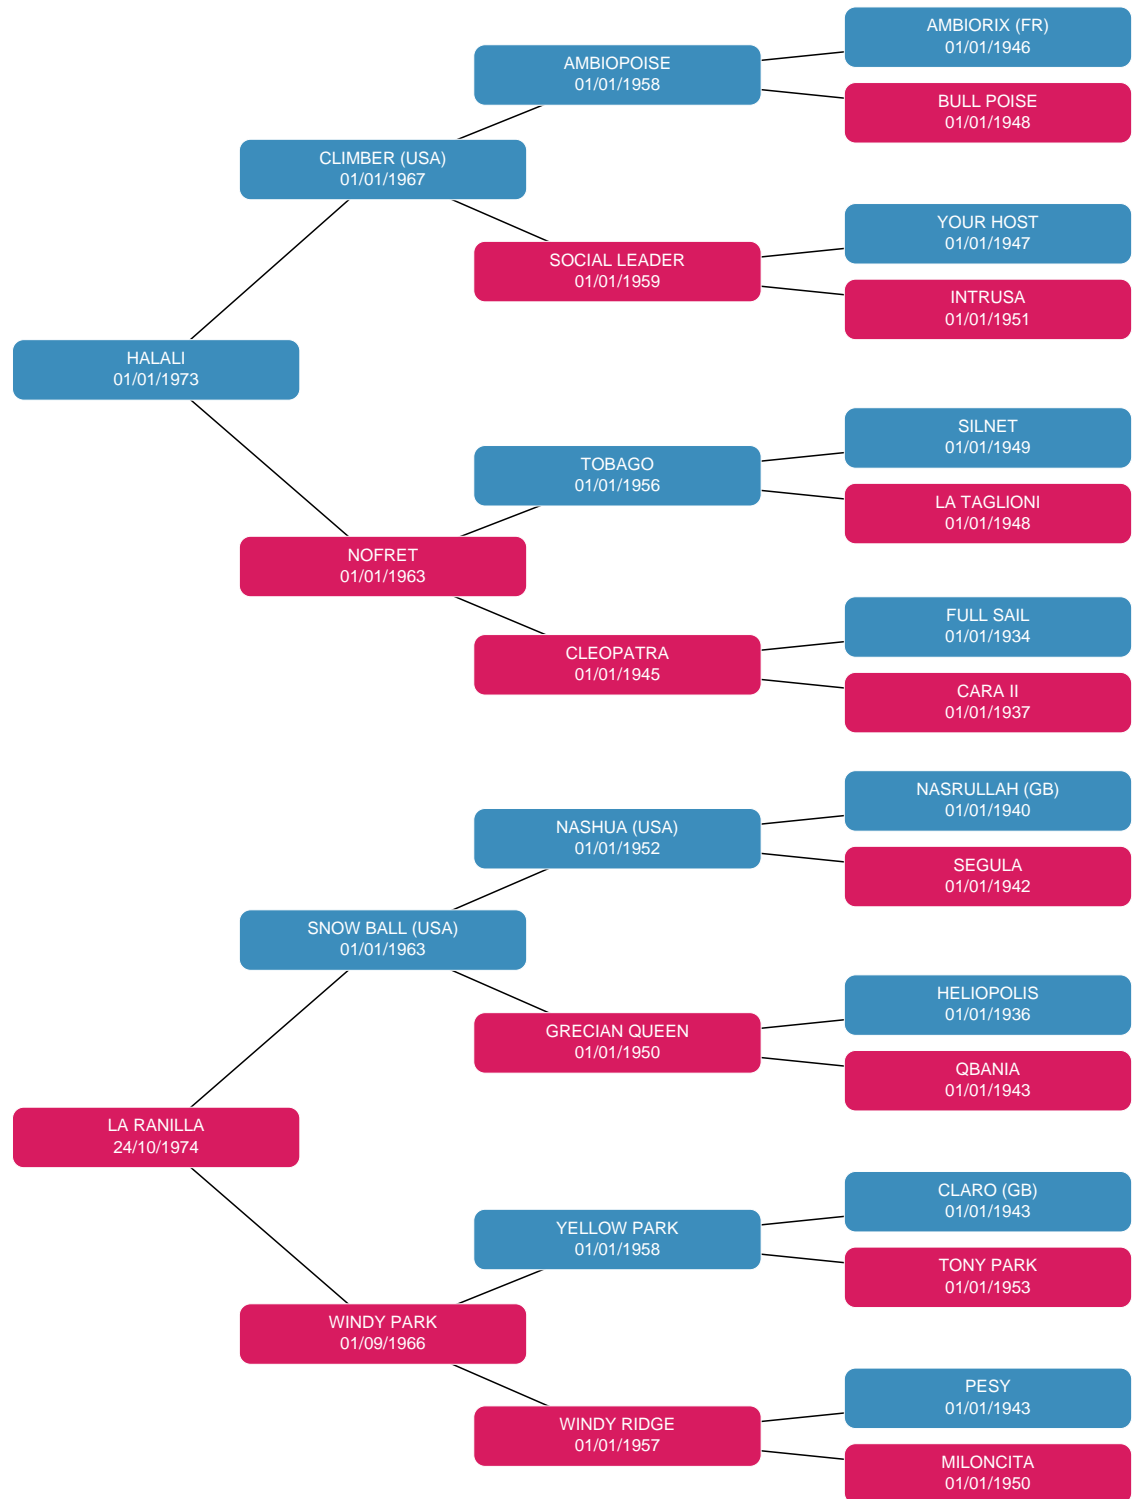 AMBIORIX (FR)
01/01/1946
AMBIOPOISE
01/01/1958
BULL POISE
01/01/1948
CLIMBER (USA)
01/01/1967
YOUR HOST
01/01/1947
SOCIAL LEADER
01/01/1959
INTRUSA
01/01/1951
HALALI
01/01/1973
SILNET
01/01/1949
TOBAGO
01/01/1956
LA TAGLIONI
01/01/1948
NOFRET
01/01/1963
FULL SAIL
01/01/1934
CLEOPATRA
01/01/1945
CARA II
01/01/1937
NASRULLAH (GB)
01/01/1940
NASHUA (USA)
01/01/1952
SEGULA
01/01/1942
SNOW BALL (USA)
01/01/1963
HELIOPOLIS
01/01/1936
GRECIAN QUEEN
01/01/1950
QBANIA
01/01/1943
LA RANILLA
24/10/1974
CLARO (GB)
01/01/1943
YELLOW PARK
01/01/1958
TONY PARK
01/01/1953
WINDY PARK
01/09/1966
PESY
01/01/1943
WINDY RIDGE
01/01/1957
MILONCITA
01/01/1950